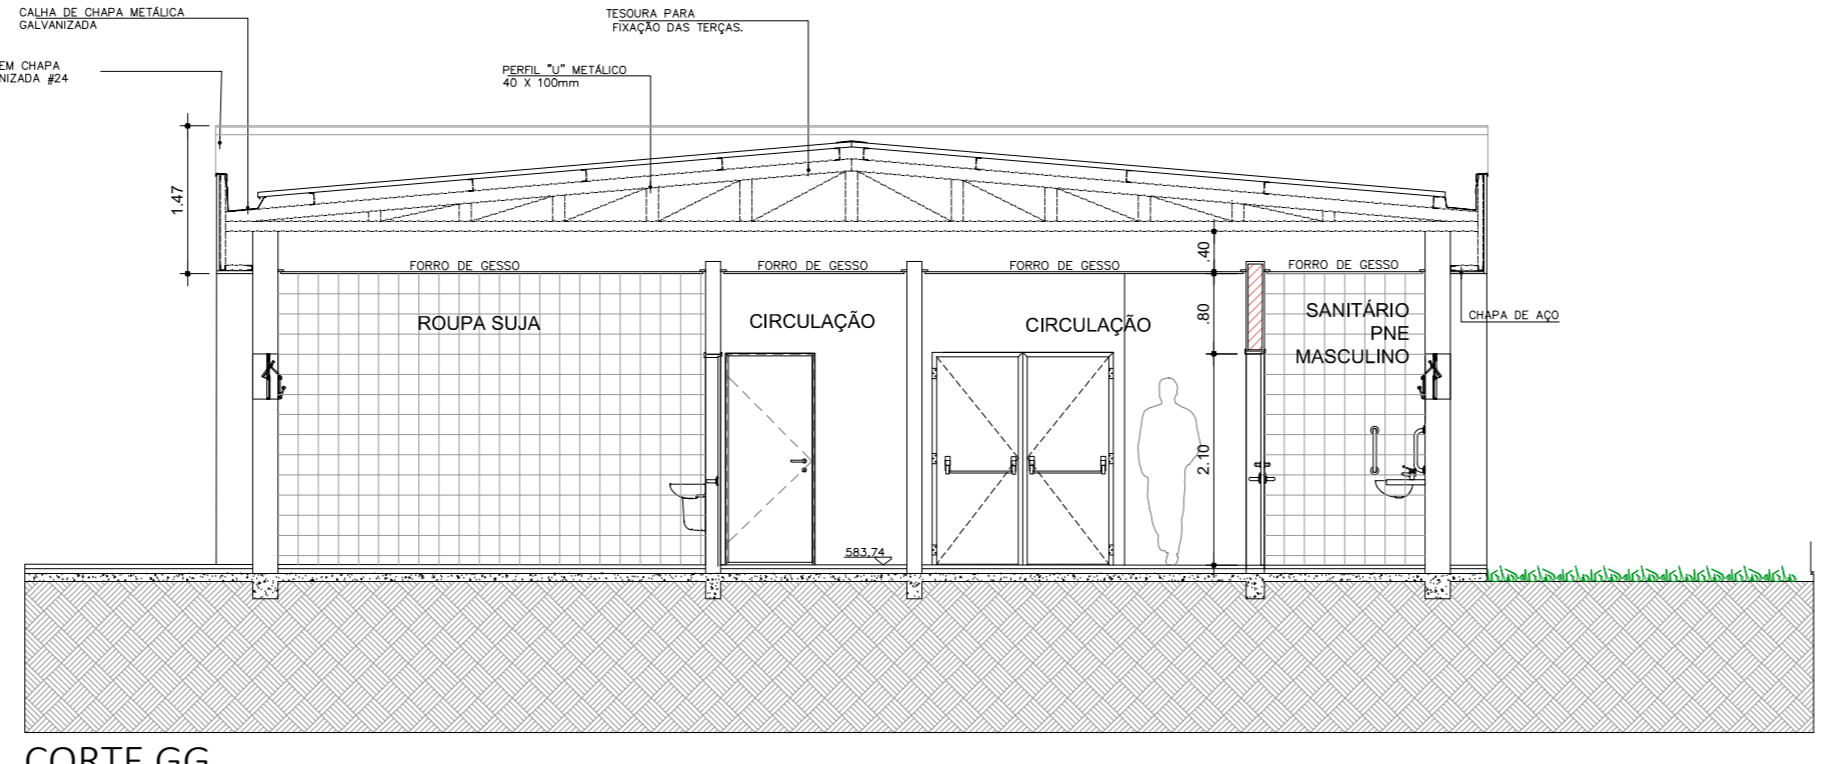 CALHA DE CHAPA METÁLICA
GALVANIZADA
EM CHAPA
NIZADA #24
TESOURA PARA
FIXAÇÃO DAS TERÇAS.
PERFIL "U" METÁLICO
40 X 100mm
1.47
.40
FORRO DE GESSO
FORRO DE GESSO
FORRO DE GESSO
FORRO DE GESSO
ROUPA SUJA
CIRCULAÇÃO
CIRCULAÇÃO
.80
SANITÁRIO
PNE
MASCULINO
CHAPA DE AÇO
2.10
583,74
CORTE GG